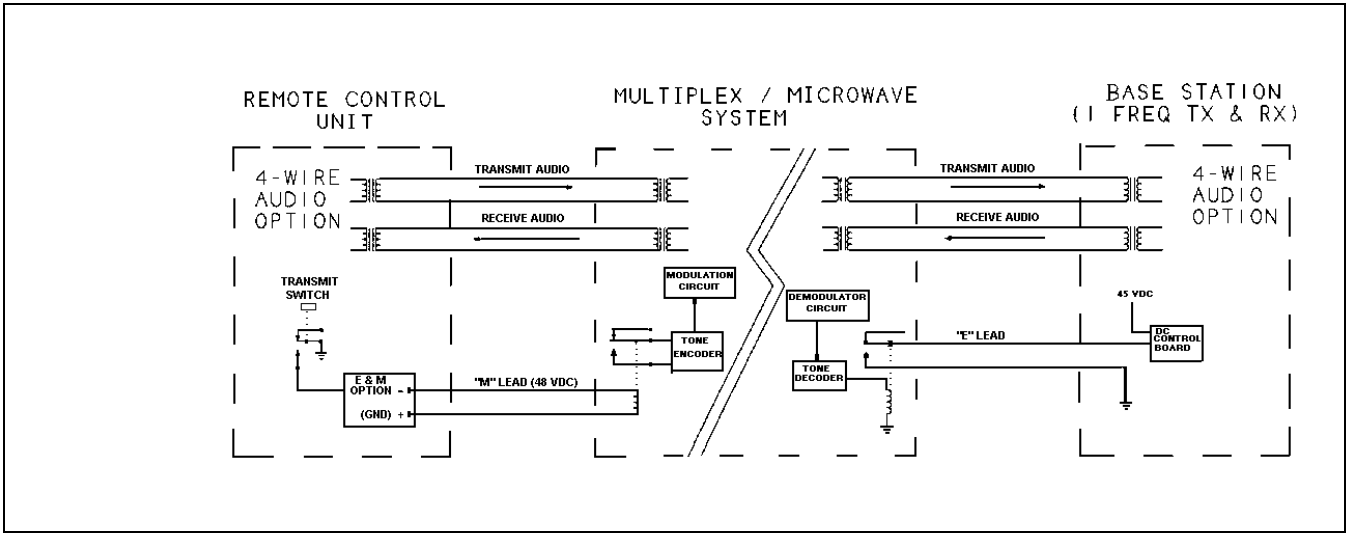 REMOTE CONTROL
UNIT
MULTIPLEX / MICROWAVE
SYSTEM
BASE STATION
(1 FREQ TX & RX)
4-WIRE
AUDIO
OPTION
TRANSMIT AUDIO
RECEIVE AUDIO
TRANSMIT AUDIO
RECEIVE AUDIO
4-WIRE
AUDIO
OPTION
TRANSMIT
SWITCH
MODULATION
CIRCUIT
TONE
ENCODER
DEMODULATOR
CIRCUIT
TONE
DECODER
"E" LEAD
45 VDC
DC
CONTROL
BOARD
E & M
OPTION -
(GND) +
"M" LEAD (48 VDC)